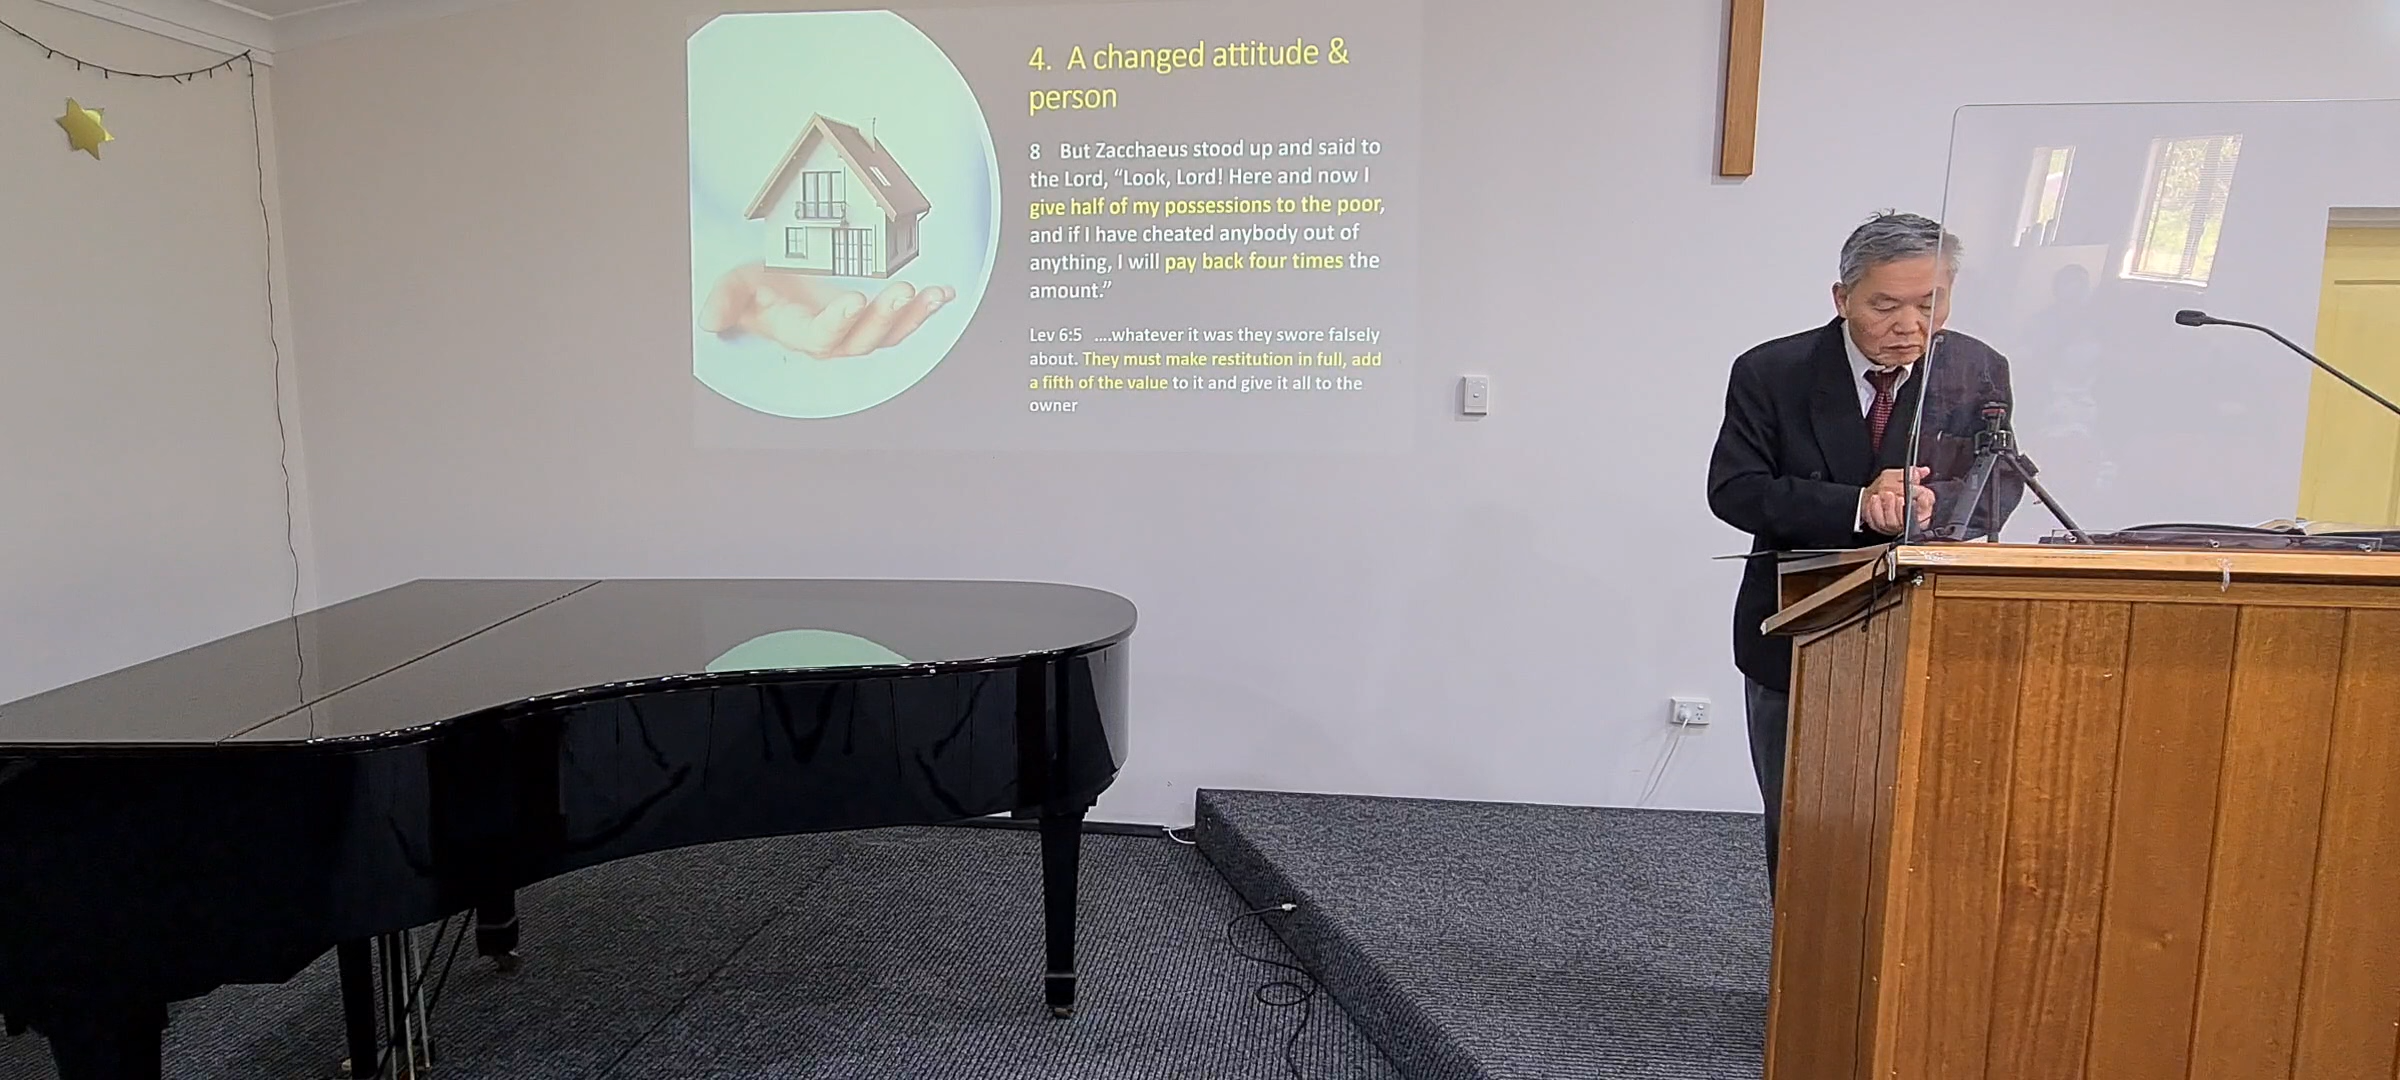 4. A changed attitude &
person
8 But Zacchaeus stood up and said to
the Lord, “Look, Lord! Here and now I
give half of my possessions to the poor,
and if I have cheated anybody out of
anything, I will pay back four times the
amount.”
Lev 6:5 ....whatever it was they swore falsely
about. They must make restitution in full, add
a fifth of the value to it and give it all to the
owner